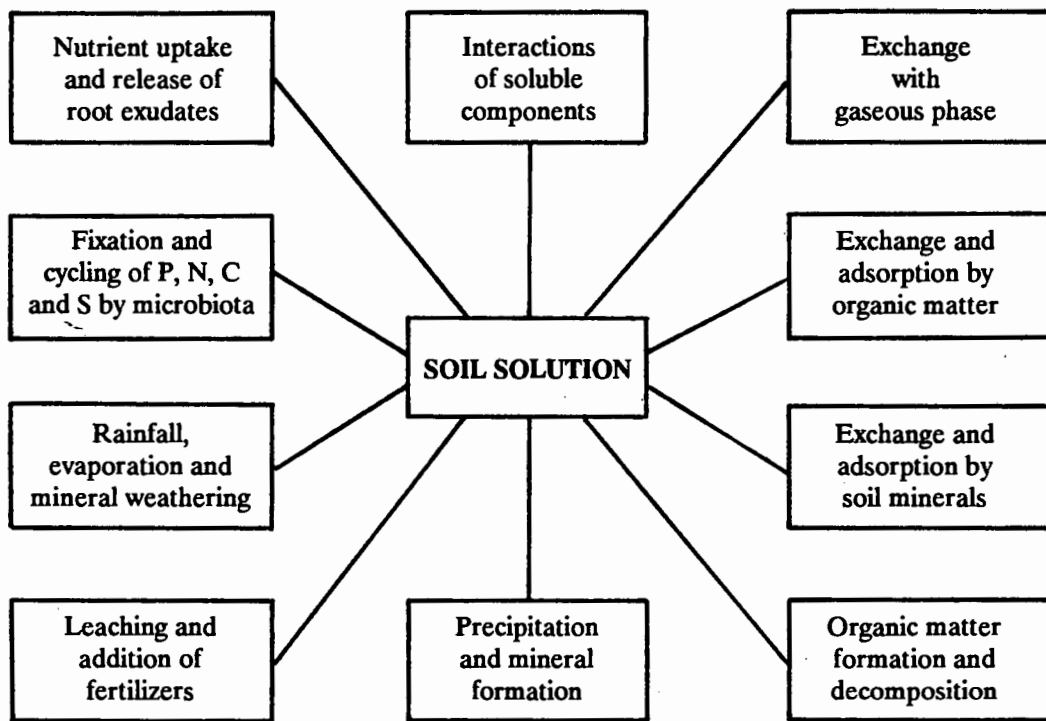 Nutrient uptake
and release of
root exudates
Interactions
of soluble
components
Exchange
with
gaseous phase
Fixation and
cycling of P, N, C
and S by microbiota
Exchange and
adsorption by
organic matter
SOIL SOLUTION
Rainfall,
evaporation and
mineral weathering
Exchange and
adsorption by
soil minerals
Leaching and
addition of
fertilizers
Precipitation
and mineral
formation
Organic matter
formation and
decomposition